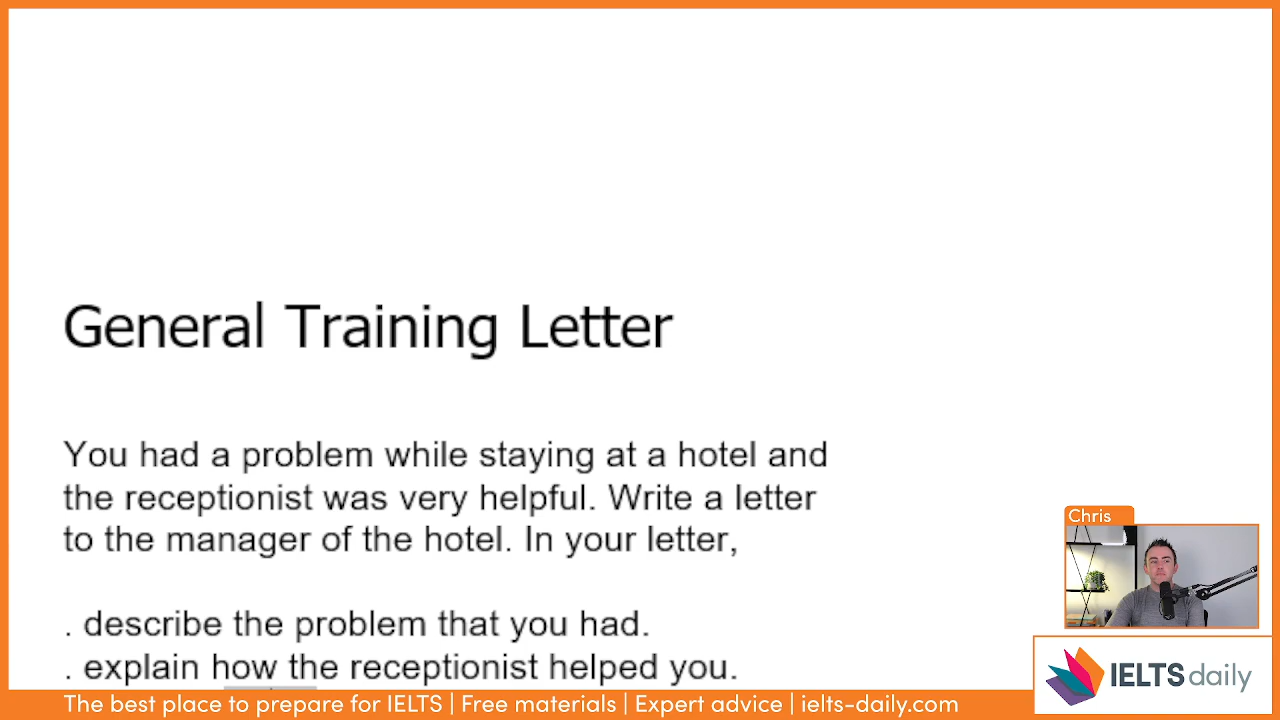 General Training Letter
You had a problem while staying at a hotel and
the receptionist was very helpful. Write a letter
to the manager of the hotel. In your letter,
. describe the problem that you had.
. explain how the receptionist helped you.
Chris
IELTS daily
The best place to prepare for IELTS | Free materials | Expert advice | ielts-daily.com